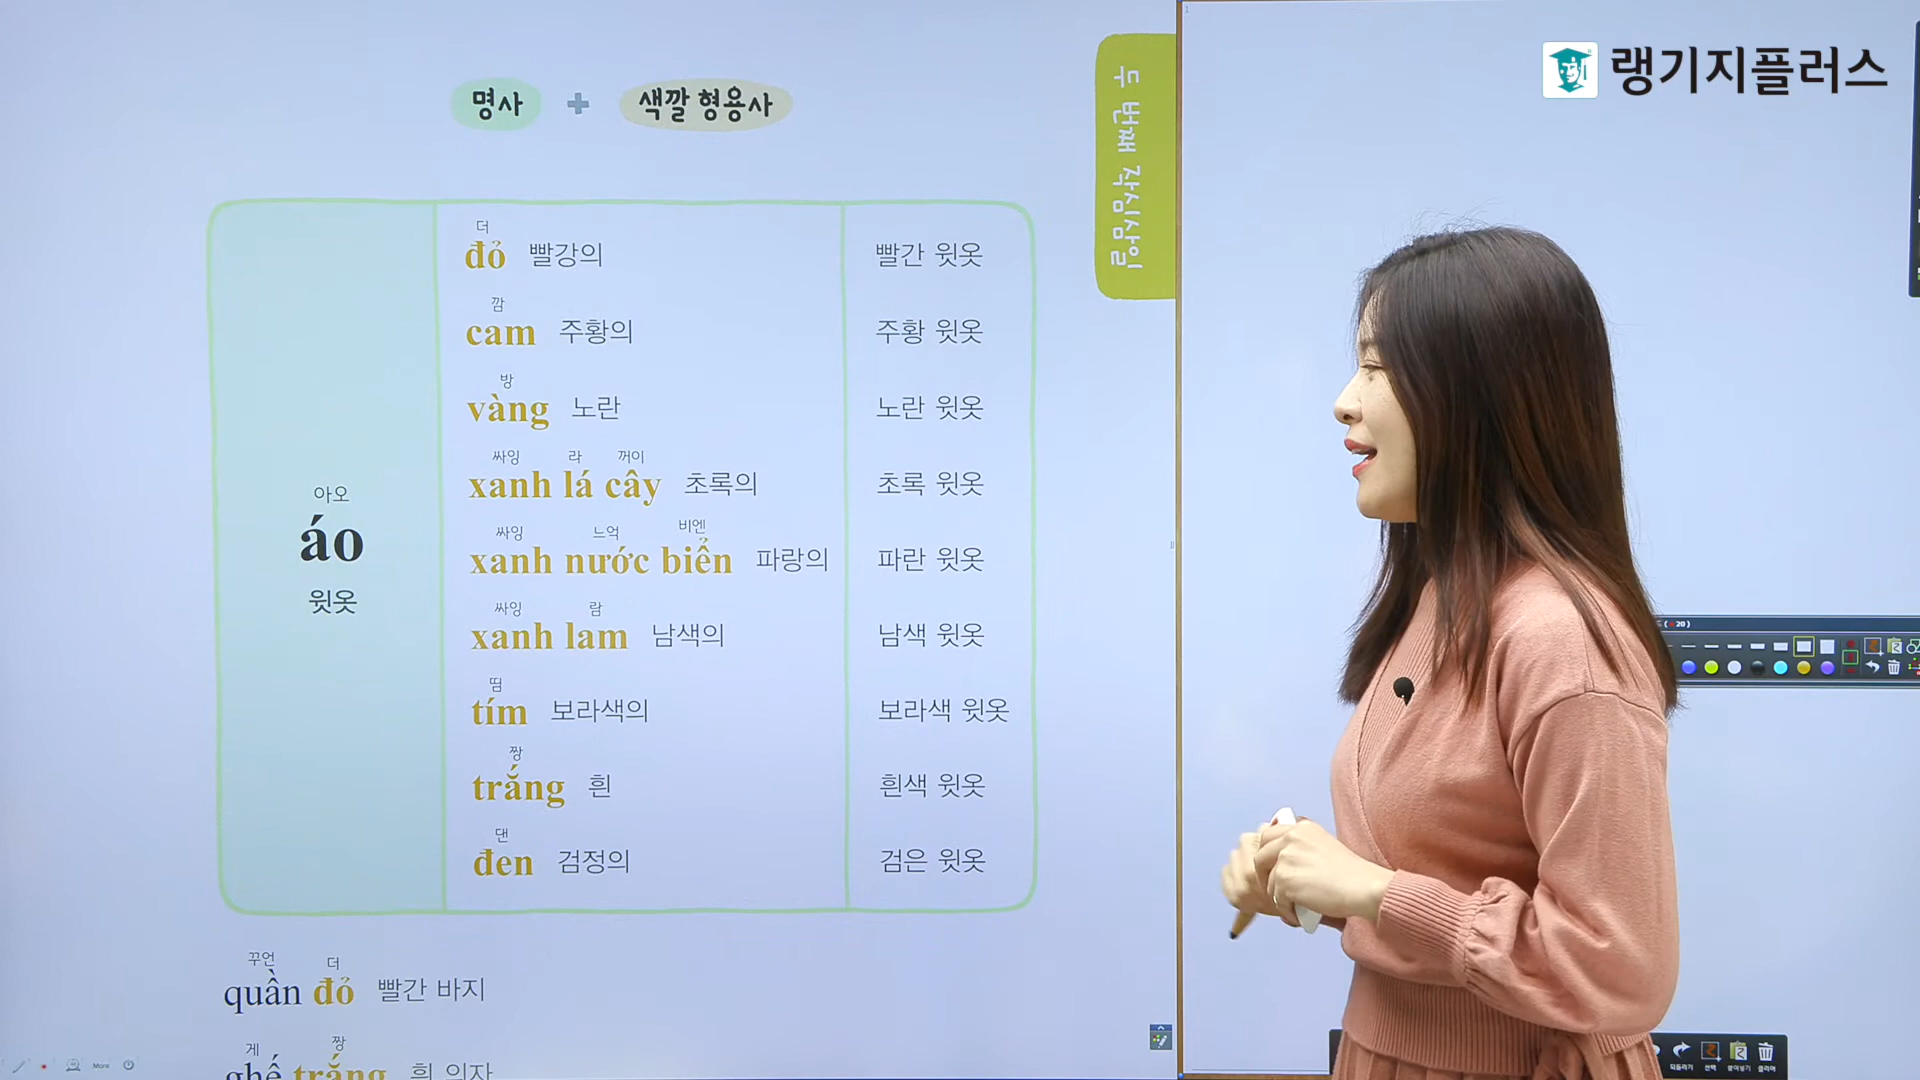 랭기지플러스
두 번째 작심삼일
명사 + 색깔 형용사
아오
áo
윗옷
더
đỏ 빨강의 빨간 윗옷
깜
cam 주황의 주황 윗옷
방
vàng 노란 노란 윗옷
싸잉 라 꺼이
xanh lá cây 초록의 초록 윗옷
싸잉 느억 비엔
xanh nước biển 파랑의 파란 윗옷
싸잉 람
xanh lam 남색의 남색 윗옷
띰
tím 보라색의 보라색 윗옷
짱
trắng 흰 흰색 윗옷
댄
đen 검정의 검은 윗옷
꾸언 더
quần đỏ 빨간 바지
게 짱
ghế trắng 흰 의자
More